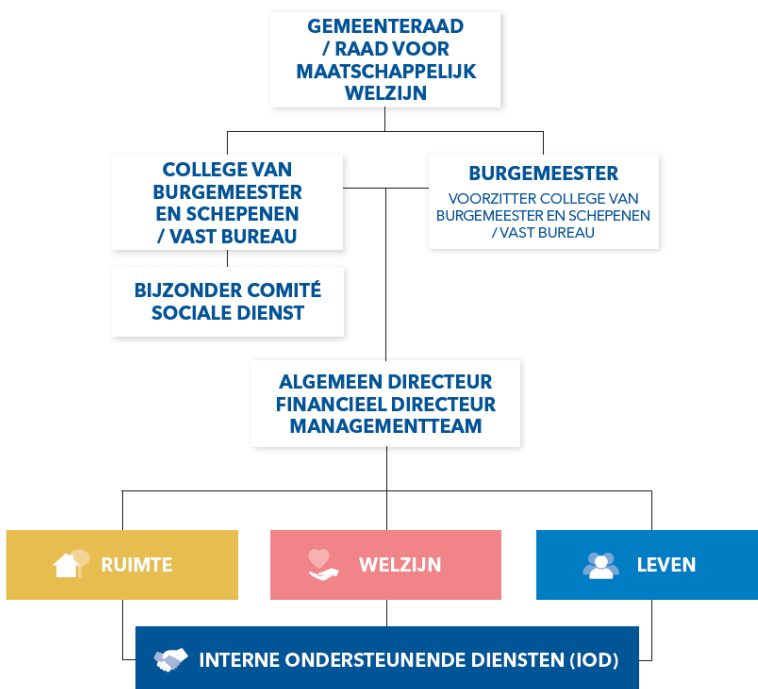 GEMEENTERAAD
/ RAAD VOOR
MAATSCHAPPELIJK
WELZIJN
COLLEGE VAN
BURGEMEESTER
EN SCHEPENEN
/ VAST BUREAU
BURGEMEESTER
VOORZITTER COLLEGE VAN
BURGEMEESTER EN SCHEPENEN
/ VAST BUREAU
BIJZONDER COMITÉ
SOCIALE DIENST
ALGEMEEN DIRECTEUR
FINANCIEEL DIRECTEUR
MANAGEMENTTEAM
RUIMTE
WELZIJN
LEVEN
INTERNE ONDERSTEUNENDE DIENSTEN (IOD)